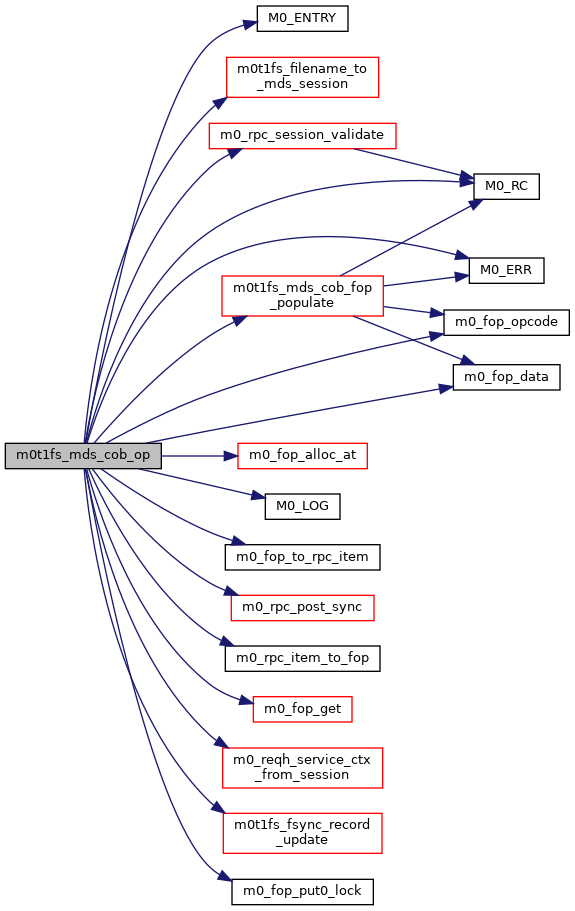 M0_ENTRY
m0t1fs_filename_to
_mds_session
m0_rpc_session_validate
M0_RC
M0_ERR
m0t1fs_mds_cob_fop
_populate
m0_fop_opcode
m0_fop_data
m0t1fs_mds_cob_op
m0_fop_alloc_at
M0_LOG
m0_fop_to_rpc_item
m0_rpc_post_sync
m0_rpc_item_to_fop
m0_fop_get
m0_reqh_service_ctx
_from_session
m0t1fs_fsync_record
_update
m0_fop_put0_lock